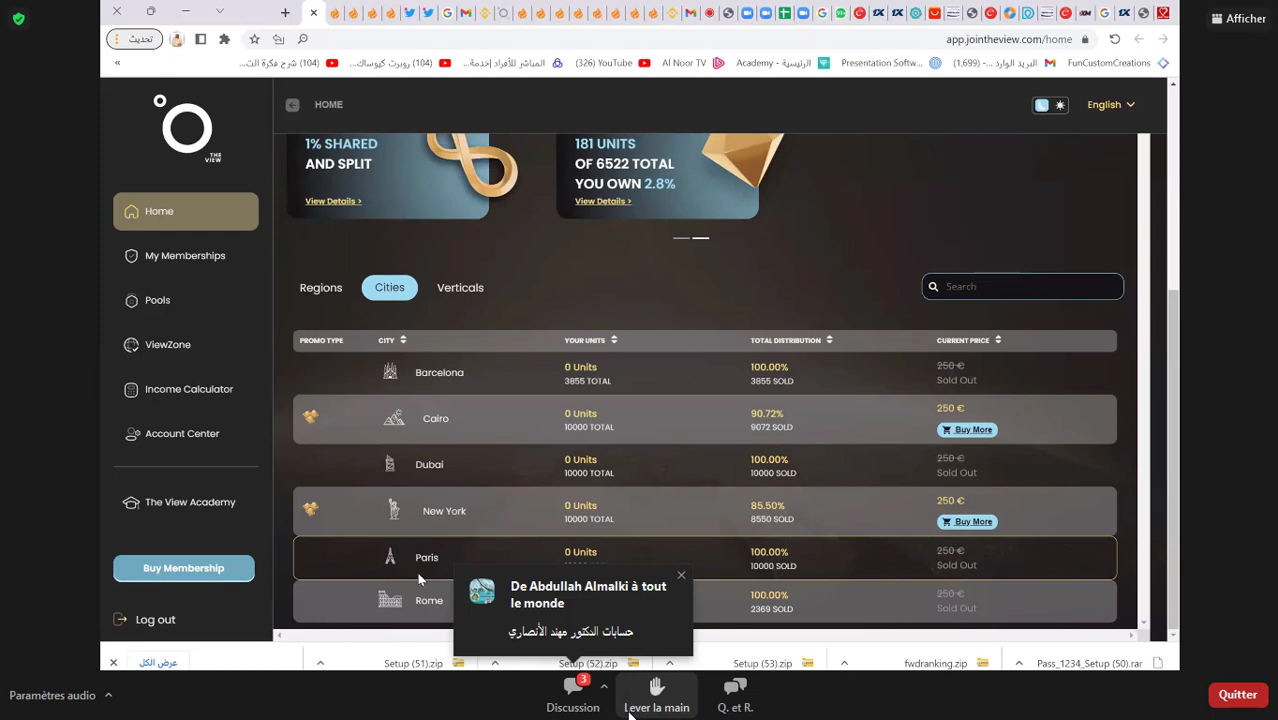 Afficher
تحديث
app.jointheview.com/home
(104) شرح فكرة الت...
(104) روبرت كيوساك...
المباشر للأفراد | خدمة...
(326) YouTube
Al Noor TV
Academy - الرئيسية...
Presentation Softw...
البريد الوارد (1,699) -...
FunCustomCreations
THE
VIEW
HOME
English
Home
My Memberships
Pools
ViewZone
Income Calculator
Account Center
The View Academy
Buy Membership
Log out
1% SHARED
AND SPLIT
View Details >
181 UNITS
OF 6522 TOTAL
YOU OWN 2.8%
View Details >
Regions
Cities
Verticals
Search
PROMO TYPE CITY YOUR UNITS TOTAL DISTRIBUTION CURRENT PRICE
Barcelona 0 Units 100.00% 250 €
3855 TOTAL 3855 SOLD Sold Out
Cairo 0 Units 90.72% 250 €
10000 TOTAL 9072 SOLD Buy More
Dubai 0 Units 100.00% 250 €
10000 TOTAL 10000 SOLD Sold Out
New York 0 Units 85.50% 250 €
10000 TOTAL 8550 SOLD Buy More
Paris 0 Units 100.00% 250 €
10000 SOLD Sold Out
Rome 100.00% 250 €
2369 SOLD Sold Out
De Abdullah Almalki à tout
le monde
حسابات الدكتور مهند الأنصاري
عرض الكل
Setup (51).zip
Setup (52).zip
Setup (53).zip
fwdranking.zip
Pass_1234_Setup (50).rar
Paramètres audio
3
Discussion
Lever la main
Q. et R.
Quitter